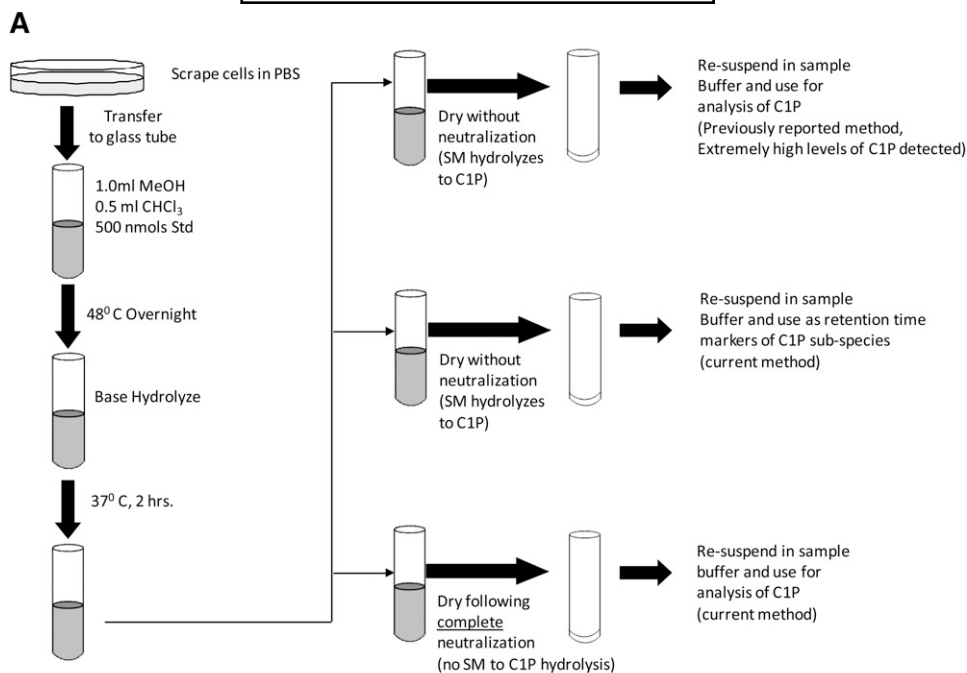 A
Scrape cells in PBS
Transfer
to glass tube
1.0ml MeOH
0.5 ml CHCl₃
500 nmols Std
48⁰ C Overnight
Base Hydrolyze
37⁰ C, 2 hrs.
Dry without
neutralization
(SM hydrolyzes
to C1P)
Re-suspend in sample
Buffer and use for
analysis of C1P
(Previously reported method,
Extremely high levels of C1P detected)
Dry without
neutralization
(SM hydrolyzes
to C1P)
Re-suspend in sample
Buffer and use as retention time
markers of C1P sub-species
(current method)
Dry following
complete
neutralization
(no SM to C1P hydrolysis)
Re-suspend in sample
buffer and use for
analysis of C1P
(current method)